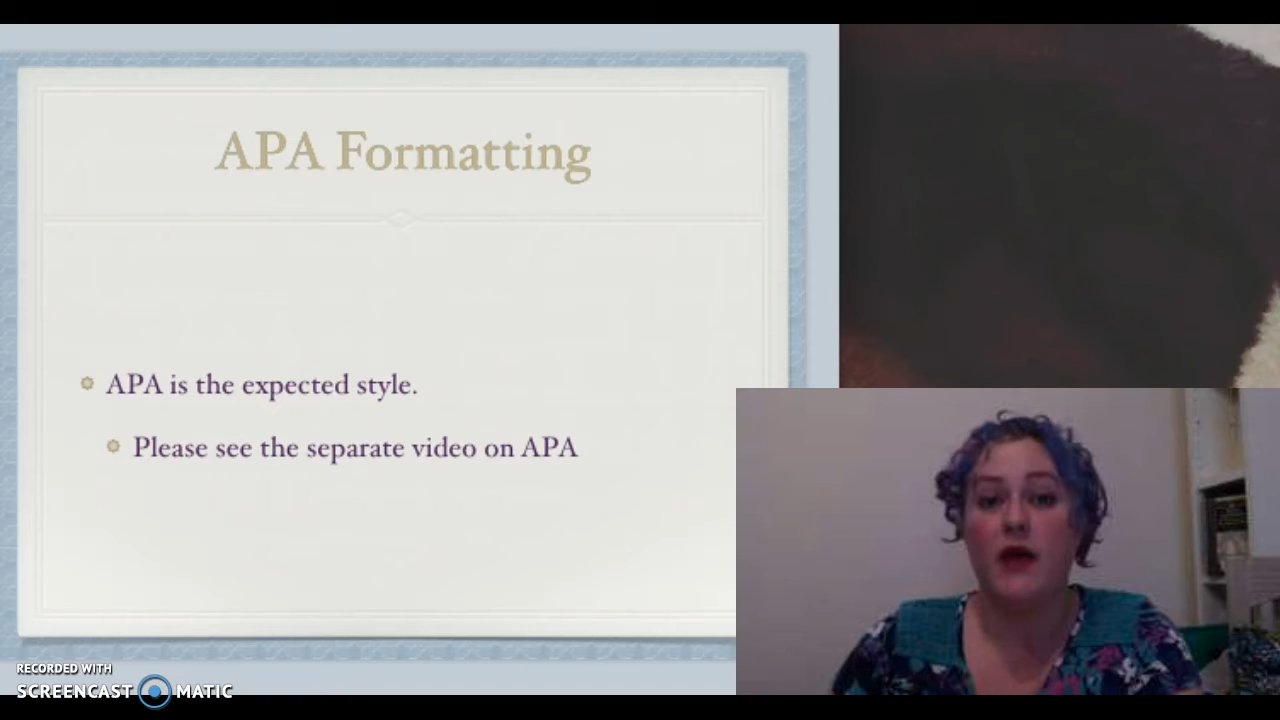 APA Formatting
APA is the expected style.
Please see the separate video on APA
RECORDED WITH
SCREENCAST MATIC